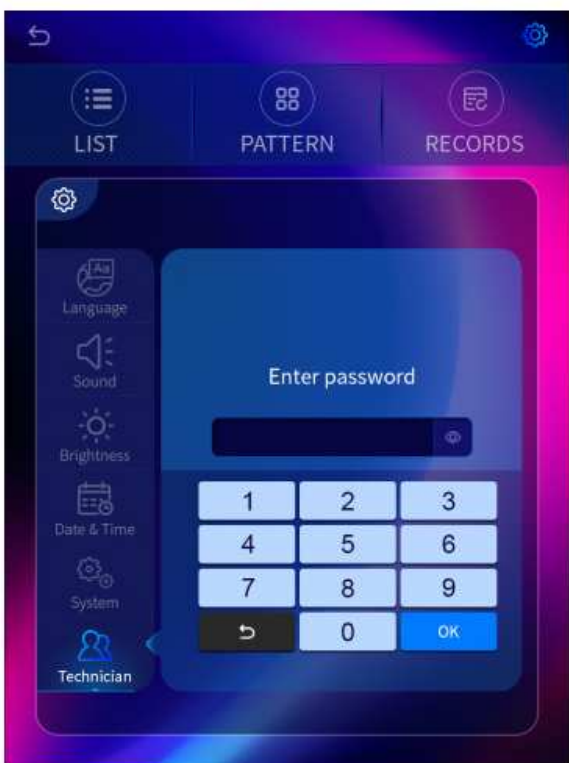 LIST PATTERN RECORDS
Aa
Language
Sound
Brightness
Date & Time
System
Technician
Enter password
1 2 3
4 5 6
7 8 9
0 OK